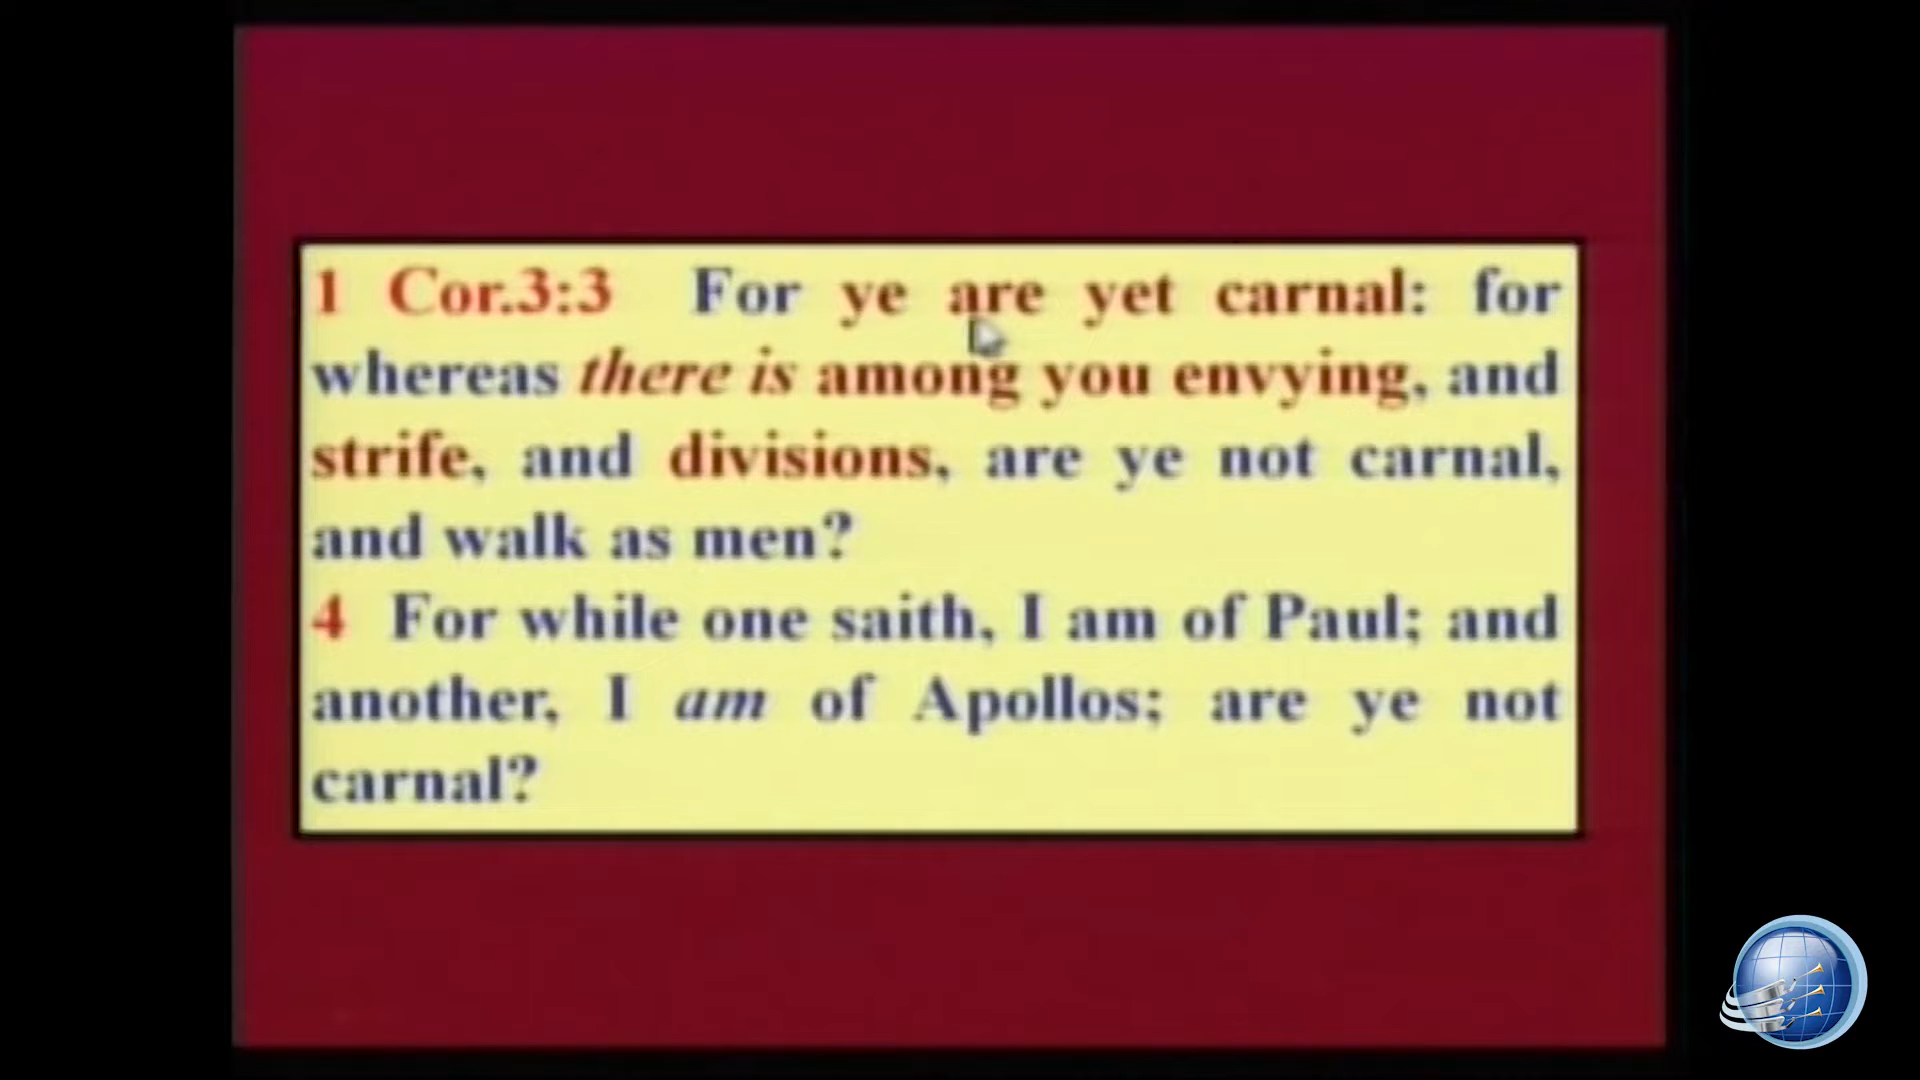 1 Cor.3:3 For ye are yet carnal: for
whereas there is among you envying, and
strife, and divisions, are ye not carnal,
and walk as men?
4 For while one saith, I am of Paul; and
another, I am of Apollos; are ye not
carnal?